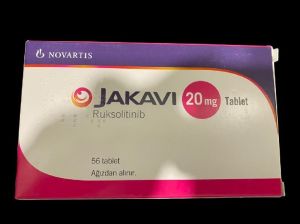 NOVARTIS
JAKAVI 20 mg Tablet
Ruksolitinib
56 tablet
Ağızdan alınır.